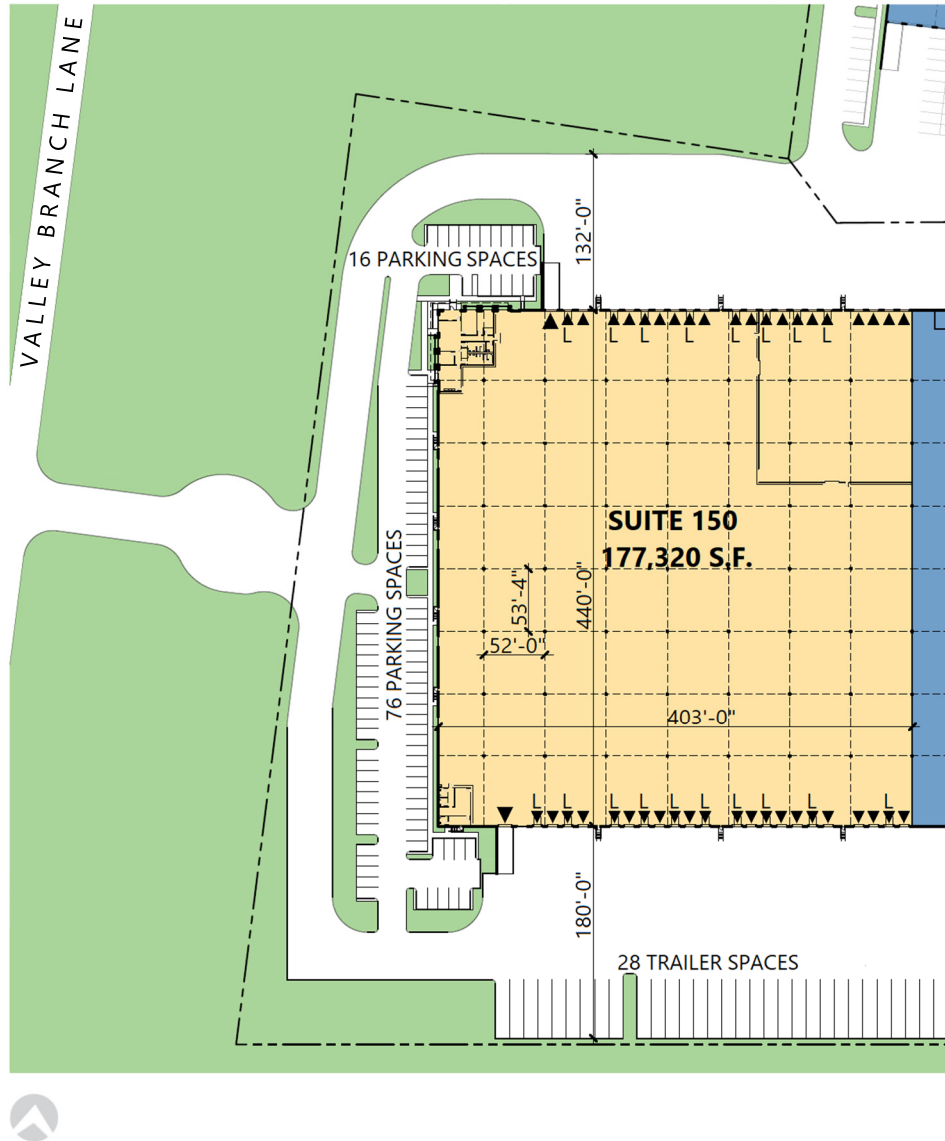 VALLEY BRANCH LANE
132'-0"
16 PARKING SPACES
L L L L L L L
SUITE 150
177,320 S.F.
76 PARKING SPACES
53'-4"
440'-0"
52'-0"
403'-0"
L L L L L L L L L L
180'-0"
28 TRAILER SPACES